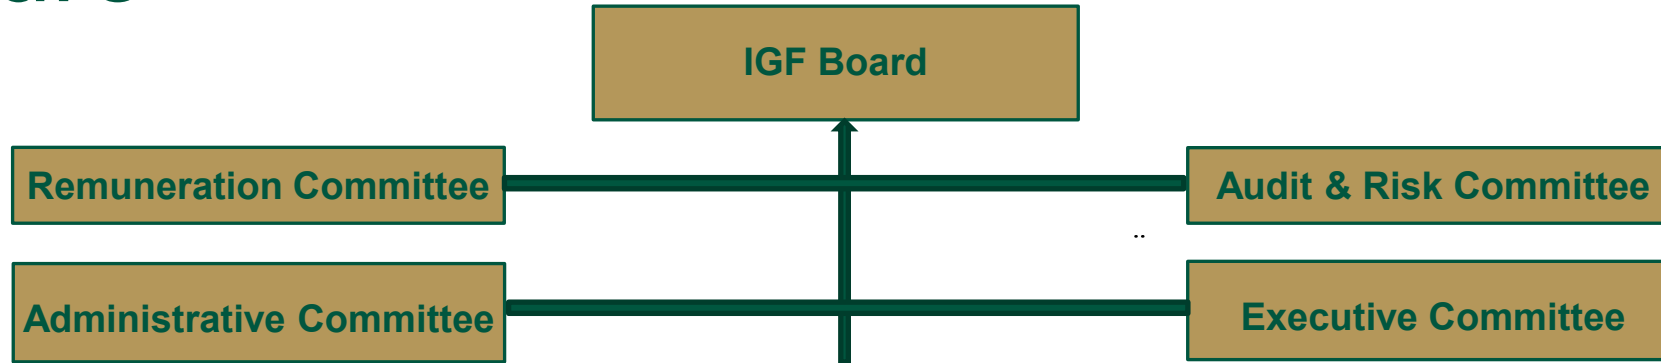 IGF Board
Remuneration Committee
Audit & Risk Committee
..
Administrative Committee
Executive Committee